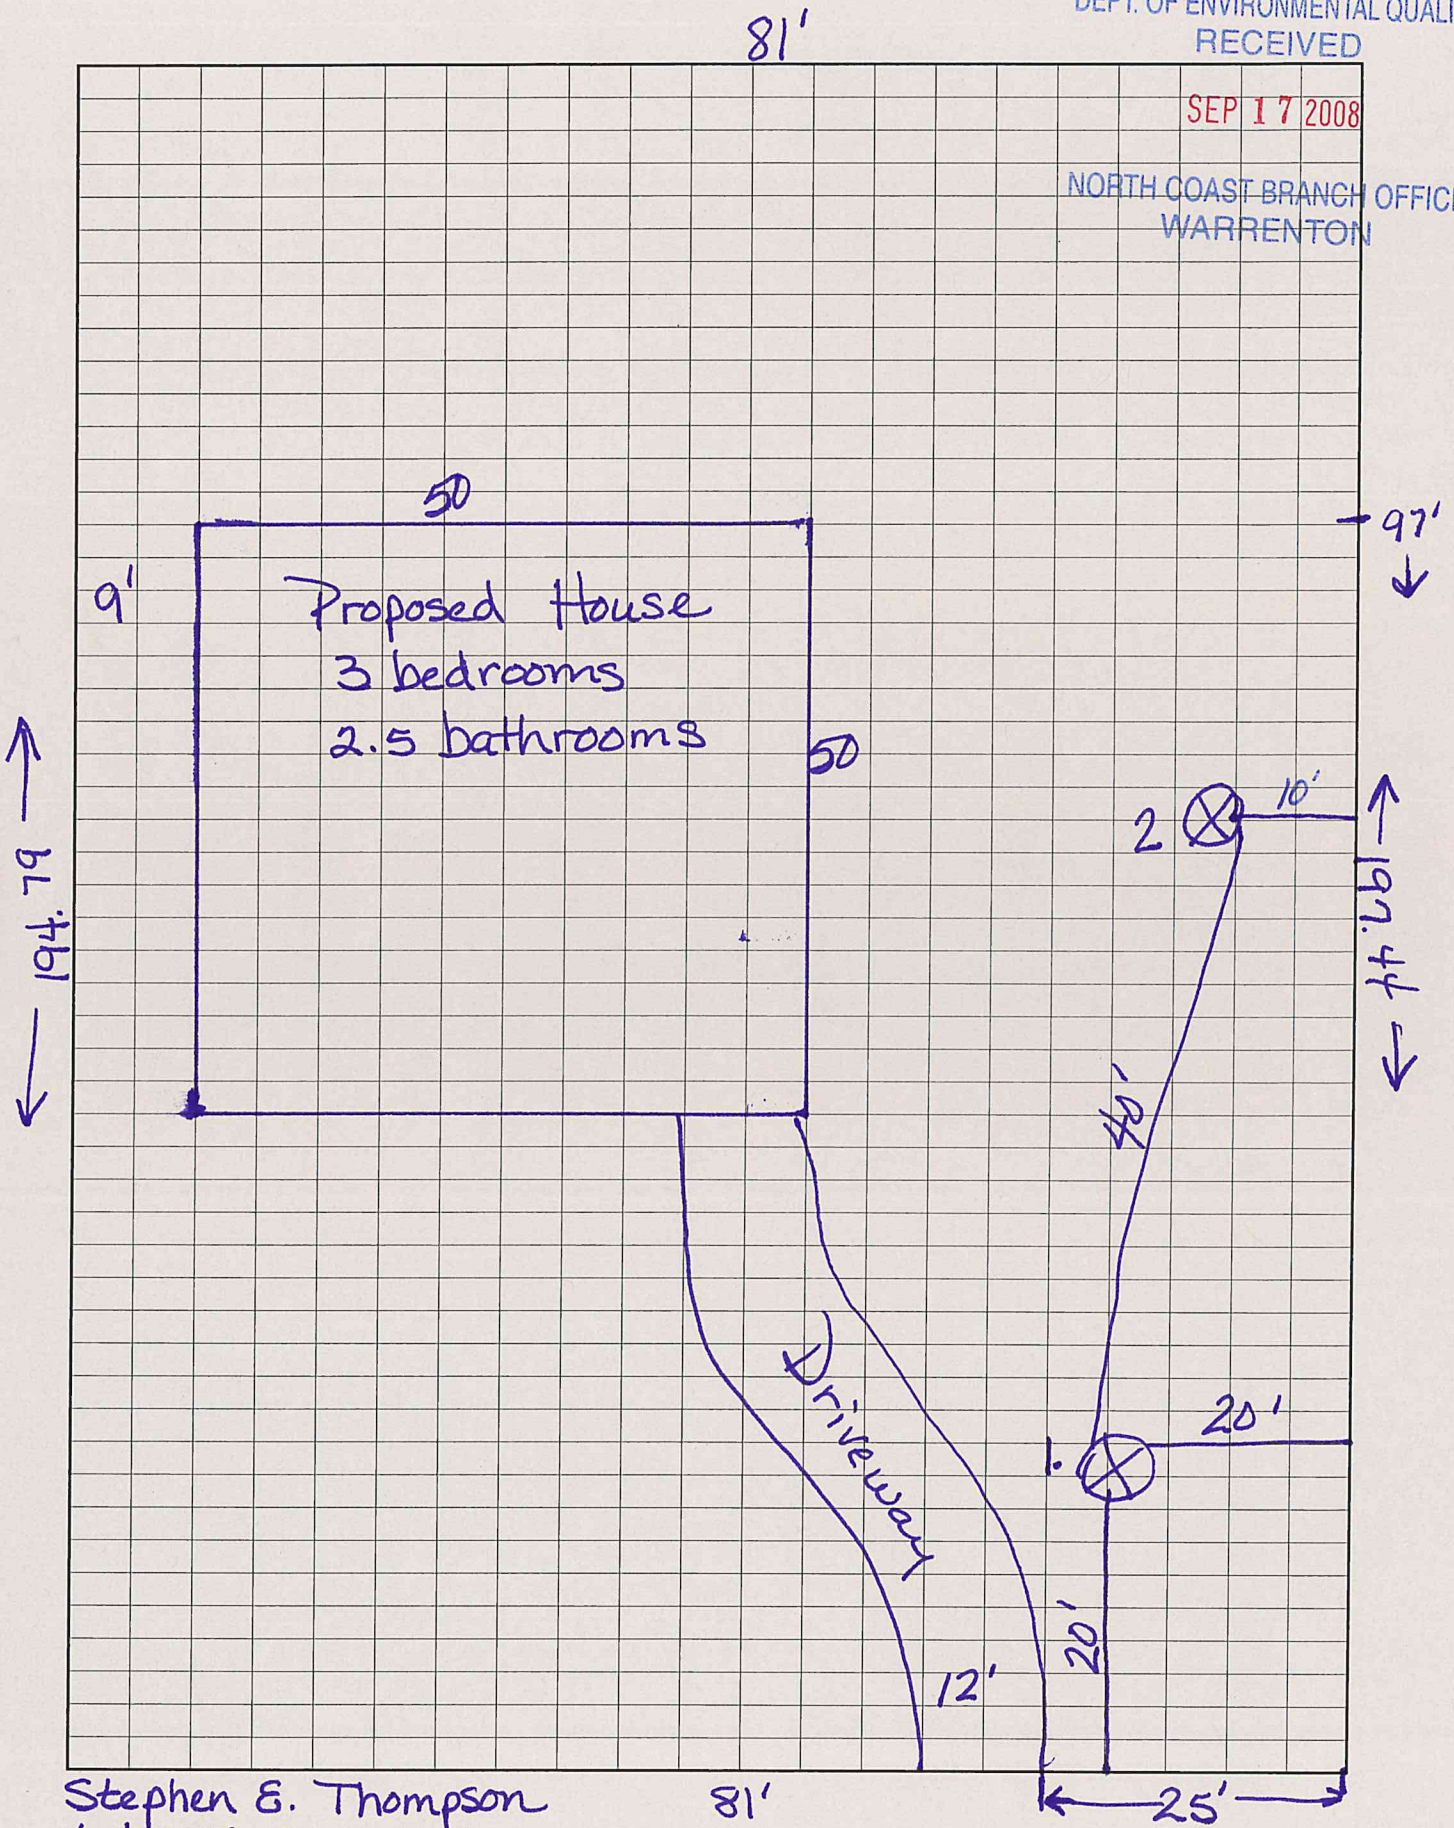 DEPT. OF ENVIRONMENTAL QUALI
RECEIVED
81'
SEP 17 2008
NORTH COAST BRANCH OFFICE
WARRENTON
50
97'
9'
Proposed House
3 bedrooms
2.5 bathrooms
50
194.79
2
10'
197.44
40'
Driveway
20'
1.
20'
12'
Stephen E. Thompson
81'
25'